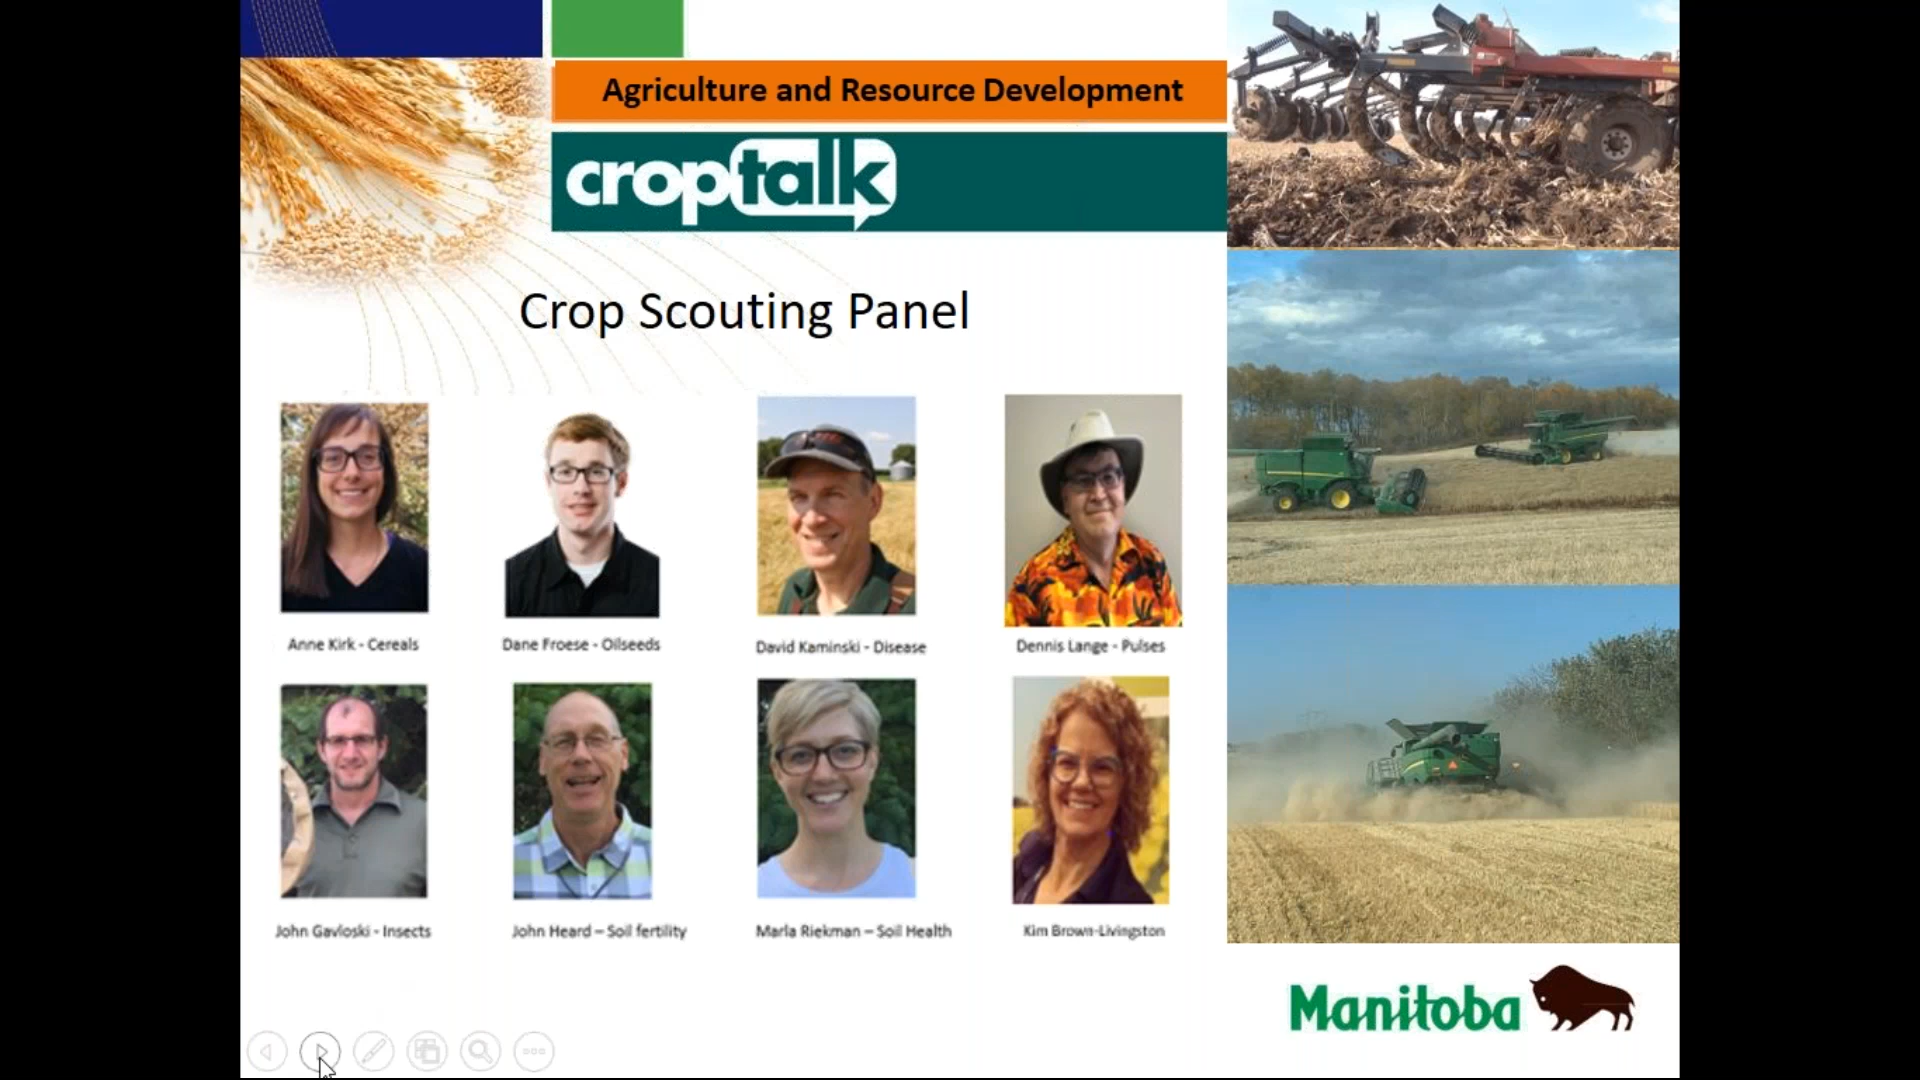 Agriculture and Resource Development
croptalk
Crop Scouting Panel
Anne Kirk - Cereals
Dane Froese - Oilseeds
David Kaminski - Disease
Dennis Lange - Pulses
John Gavloski - Insects
John Heard – Soil fertility
Marla Riekman – Soil Health
Kim Brown-Livingston
Manitoba